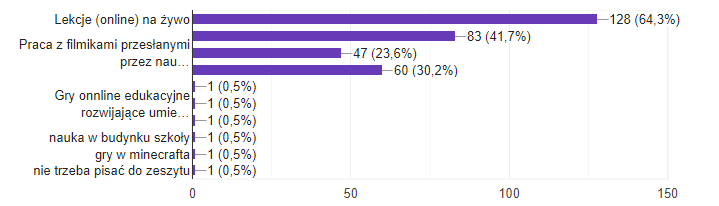 Lekcje (online) na żywo
128 (64,3%)
83 (41,7%)
Praca z filmikami przesłanymi
przez nau…
47 (23,6%)
60 (30,2%)
1 (0,5%)
Gry onnline edukacyjne
rozwijające umie…
1 (0,5%)
1 (0,5%)
nauka w budynku szkoły
1 (0,5%)
gry w minecrafta
1 (0,5%)
nie trzeba pisać do zeszytu
1 (0,5%)
0
50
100
150